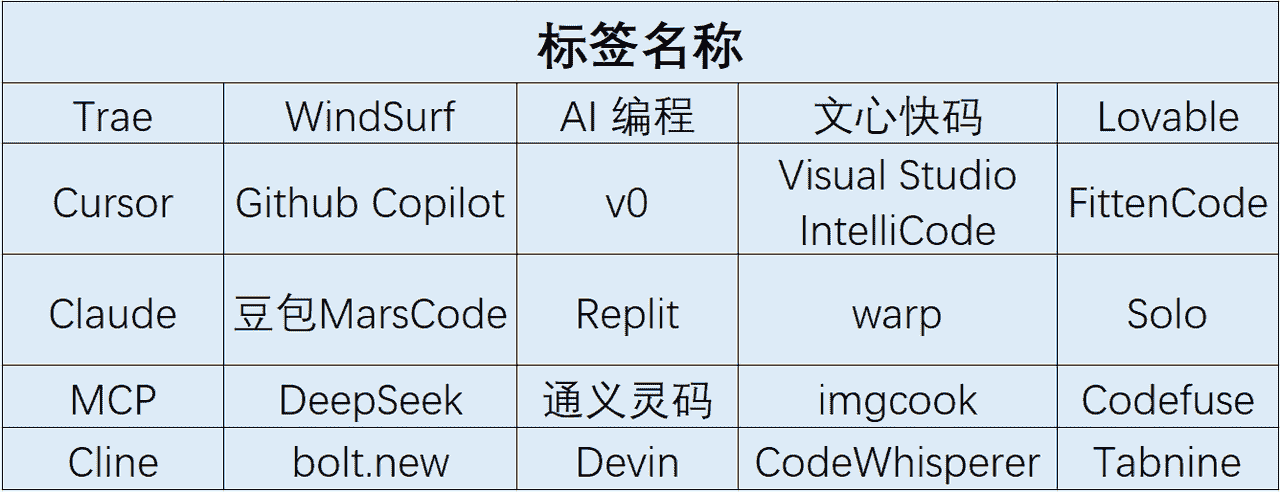 标签名称
Trae WindSurf AI 编程 文心快码 Lovable
Cursor Github Copilot v0 Visual Studio IntelliCode FittenCode
Claude 豆包MarsCode Replit warp Solo
MCP DeepSeek 通义灵码 imgcook Codefuse
Cline bolt.new Devin CodeWhisperer Tabnine